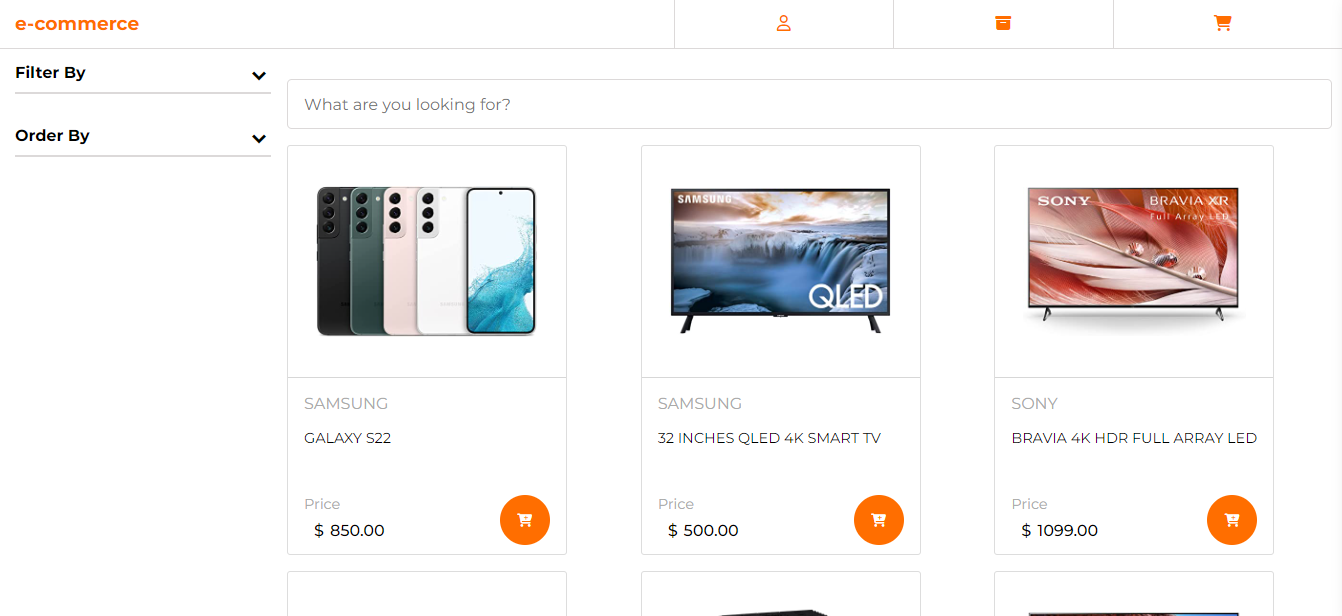 e-commerce
Filter By
Order By
What are you looking for?
SAMSUNG
QLED
SONY
BRAVIA XR
Full Array LED
SAMSUNG
GALAXY S22
Price
$ 850.00
SAMSUNG
32 INCHES QLED 4K SMART TV
Price
$ 500.00
SONY
BRAVIA 4K HDR FULL ARRAY LED
Price
$ 1099.00